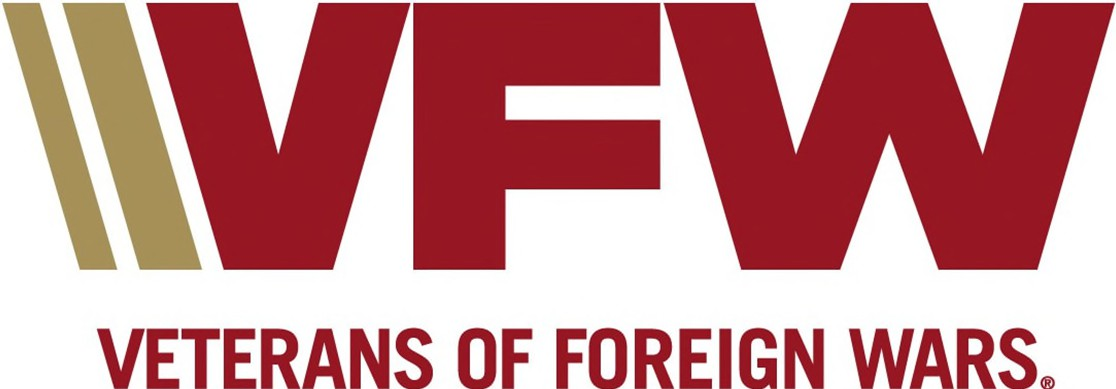 VFW
VETERANS OF FOREIGN WARS®